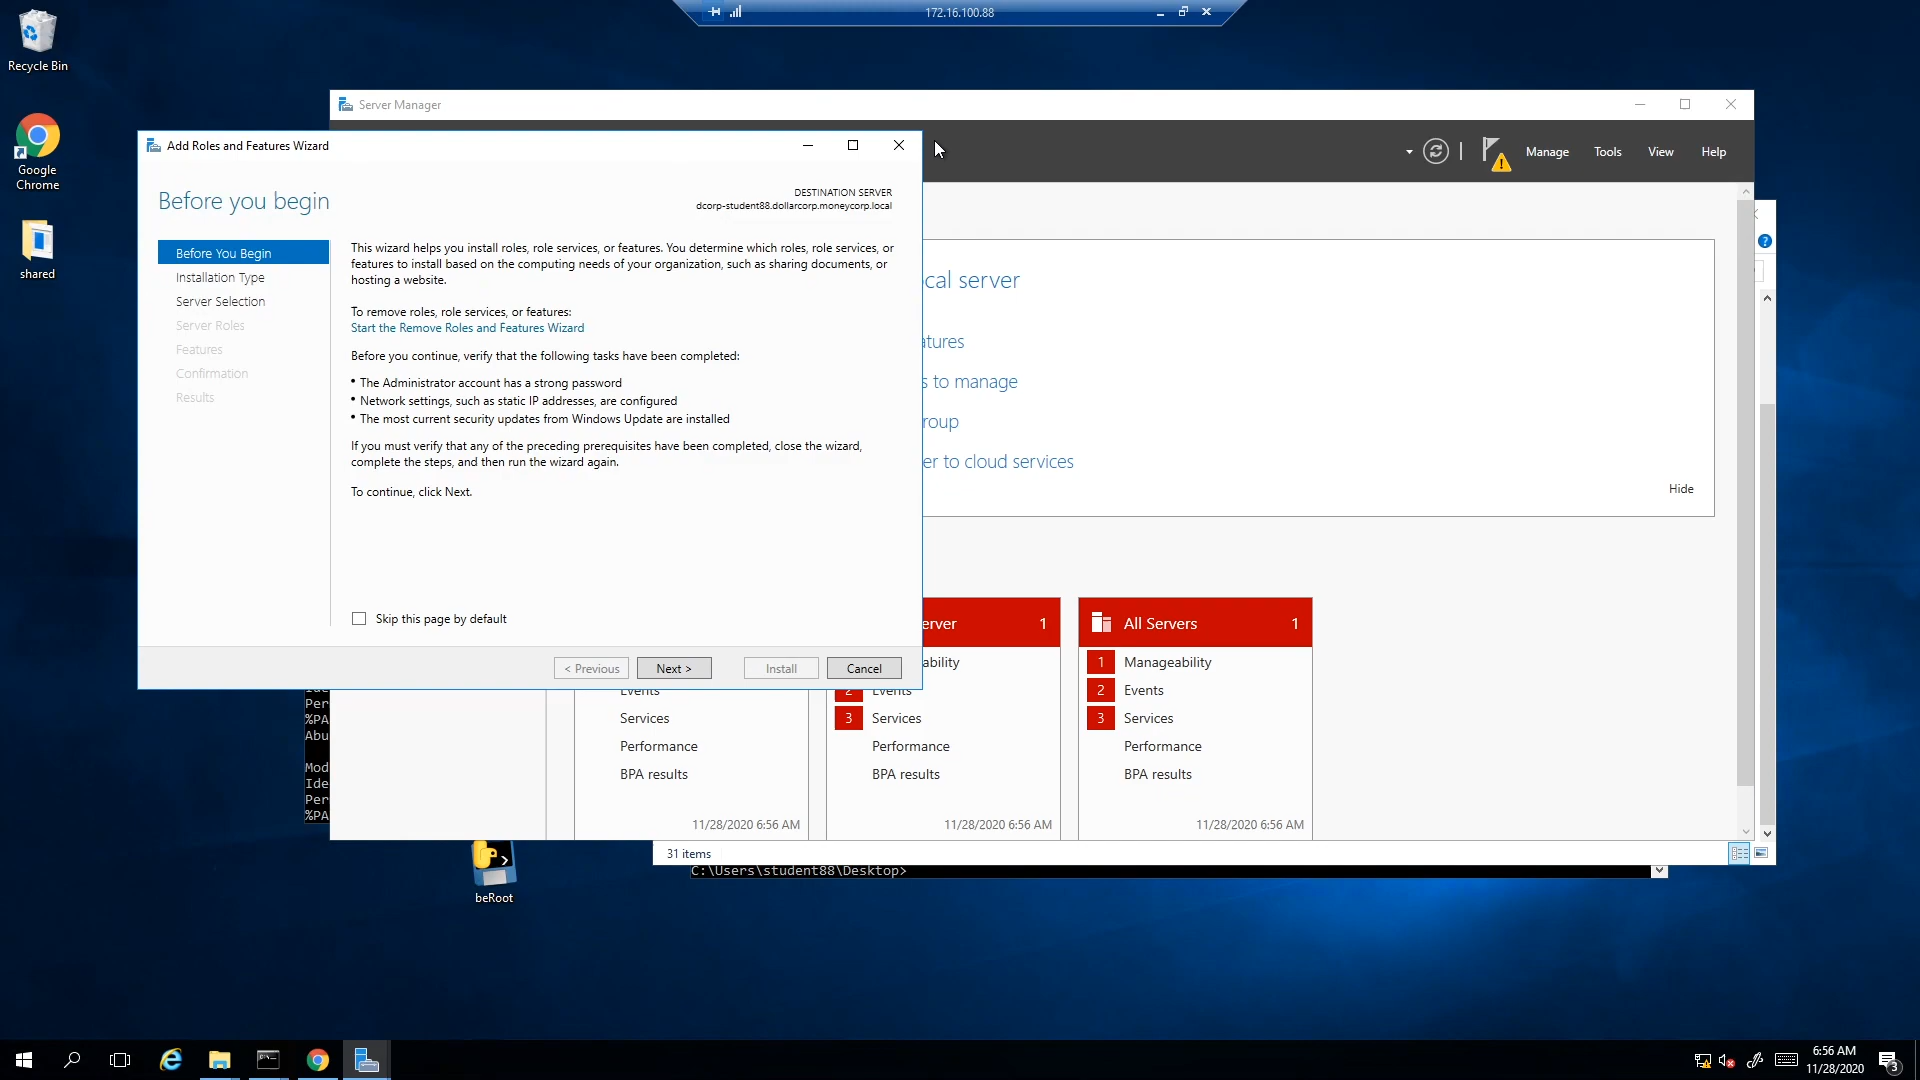 172.16.100.88
Recycle Bin
Google
Chrome
shared
Server Manager
Manage
Tools
View
Help
Add Roles and Features Wizard
Before you begin
DESTINATION SERVER
dcorp-student88.dollarcorp.moneycorp.local
Before You Begin
Installation Type
Server Selection
Server Roles
Features
Confirmation
Results
This wizard helps you install roles, role services, or features. You determine which roles, role services, or
features to install based on the computing needs of your organization, such as sharing documents, or
hosting a website.
To remove roles, role services, or features:
Start the Remove Roles and Features Wizard
Before you continue, verify that the following tasks have been completed:
• The Administrator account has a strong password
• Network settings, such as static IP addresses, are configured
• The most current security updates from Windows Update are installed
If you must verify that any of the preceding prerequisites have been completed, close the wizard,
complete the steps, and then run the wizard again.
To continue, click Next.
Skip this page by default
< Previous
Next >
Install
Cancel
cal server
atures
s to manage
roup
er to cloud services
Hide
Events
Services
Performance
BPA results
11/28/2020 6:56 AM
erver 1
ability
2 Events
3 Services
Performance
BPA results
11/28/2020 6:56 AM
All Servers 1
1 Manageability
2 Events
3 Services
Performance
BPA results
11/28/2020 6:56 AM
Ide
Per
%PA
Abu
Mod
Ide
Per
%PA
31 items
C:\Users\student88\Desktop>
beRoot
6:56 AM
11/28/2020
3